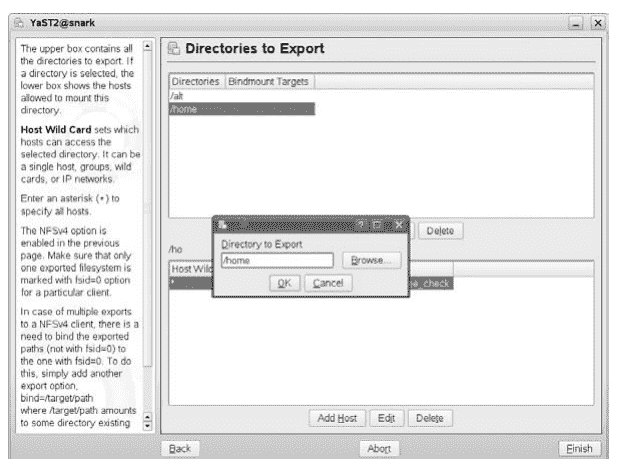 YaST2@snark
The upper box contains all
the directories to export. If
a directory is selected, the
lower box shows the hosts
allowed to mount this
directory.
Host Wild Card sets which
hosts can access the
selected directory. It can be
a single host, groups, wild
cards, or IP networks.
Enter an asterisk (*) to
specify all hosts.
The NFSv4 option is
enabled in the previous
page. Make sure that only
one exported filesystem is
marked with fsid=0 option
for a particular client.
In case of multiple exports
to a NFSv4 client, there is a
need to bind the exported
paths (not with fsid=0) to
the one with fsid=0. To do
this, simply add another
export option,
bind=/target/path
where /target/path amounts
to some directory existing
Directories to Export
Directories Bindmount Targets
/alt
/home
Delete
/ho
Host Wild
*
_check
Directory to Export
/home
Browse...
OK Cancel
Add Host Edit Delete
Back Abort Finish